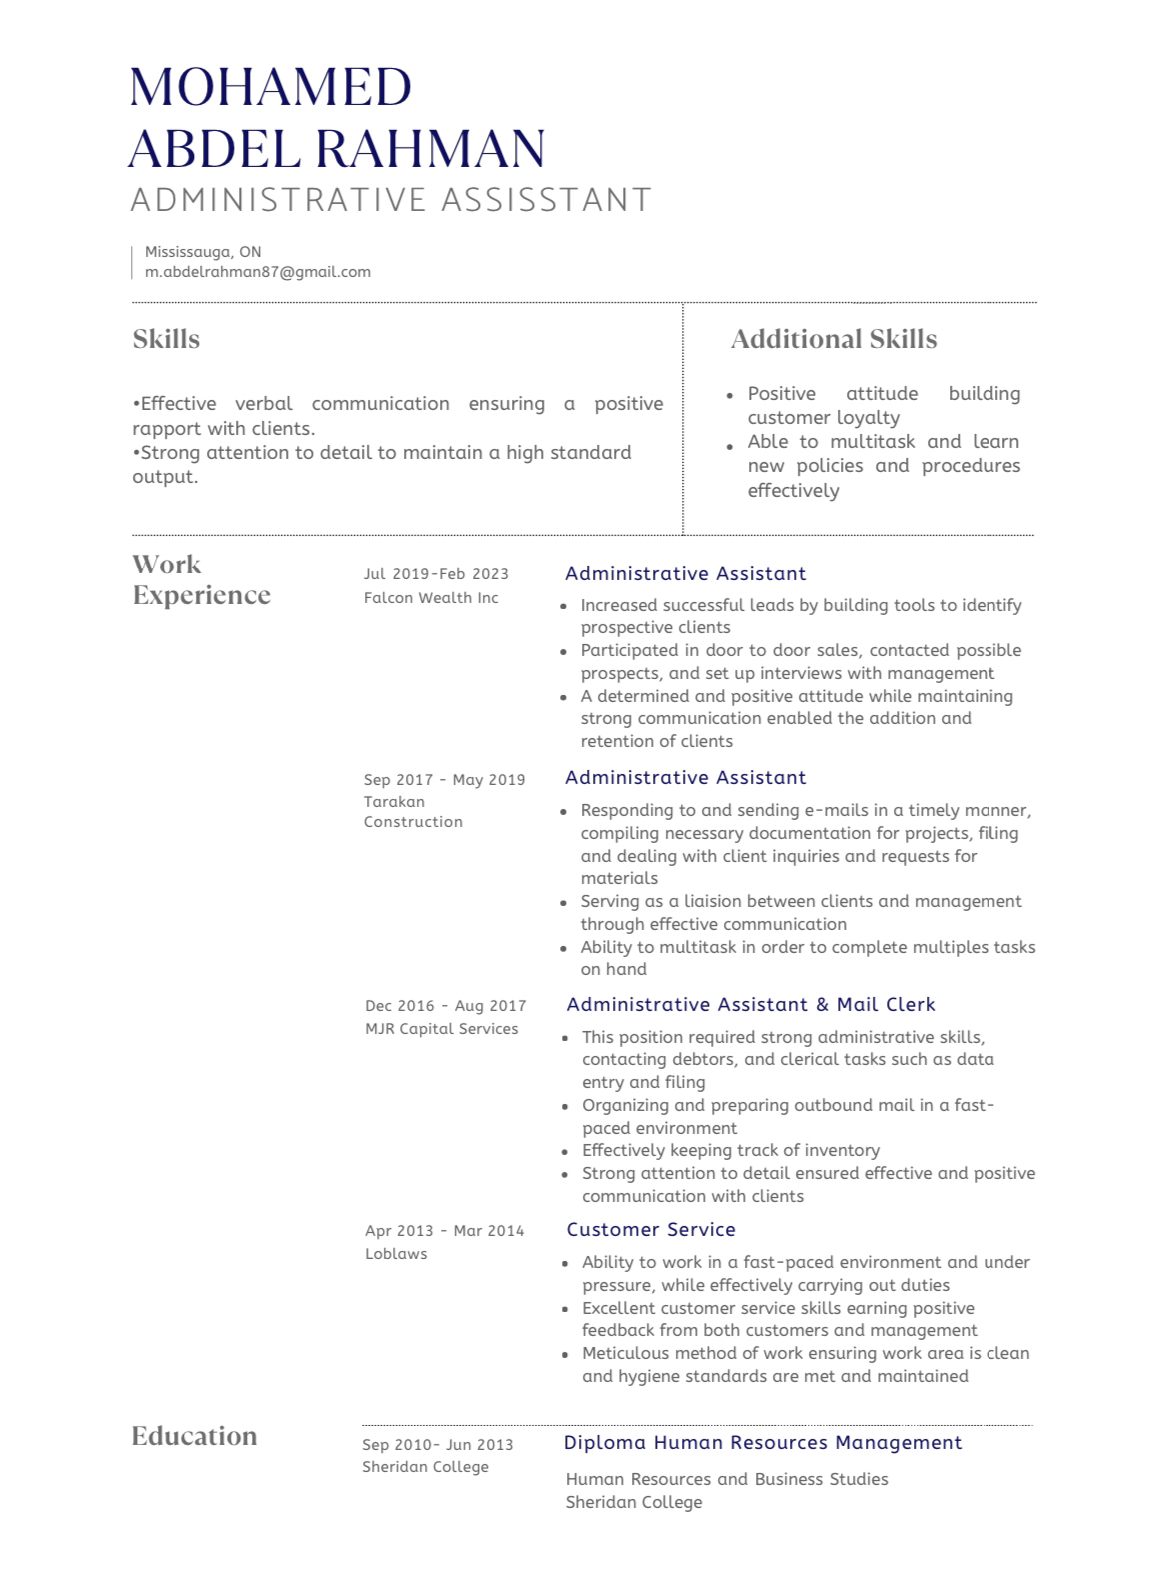 MOHAMED
ABDEL RAHMAN
ADMINISTRATIVE ASSISSTANT
Mississauga, ON
m.abdelrahman87@gmail.com
Skills
•Effective verbal communication ensuring a positive
rapport with clients.
•Strong attention to detail to maintain a high standard
output.
Additional Skills
• Positive attitude building
customer loyalty
• Able to multitask and learn
new policies and procedures
effectively
Work
Experience
Jul 2019-Feb 2023
Falcon Wealth Inc
Administrative Assistant
• Increased successful leads by building tools to identify
prospective clients
• Participated in door to door sales, contacted possible
prospects, and set up interviews with management
• A determined and positive attitude while maintaining
strong communication enabled the addition and
retention of clients
Sep 2017 - May 2019
Tarakan
Construction
Administrative Assistant
• Responding to and sending e-mails in a timely manner,
compiling necessary documentation for projects, filing
and dealing with client inquiries and requests for
materials
• Serving as a liaision between clients and management
through effective communication
• Ability to multitask in order to complete multiples tasks
on hand
Dec 2016 - Aug 2017
MJR Capital Services
Administrative Assistant & Mail Clerk
• This position required strong administrative skills,
contacting debtors, and clerical tasks such as data
entry and filing
• Organizing and preparing outbound mail in a fast-
paced environment
• Effectively keeping track of inventory
• Strong attention to detail ensured effective and positive
communication with clients
Apr 2013 - Mar 2014
Loblaws
Customer Service
• Ability to work in a fast-paced environment and under
pressure, while effectively carrying out duties
• Excellent customer service skills earning positive
feedback from both customers and management
• Meticulous method of work ensuring work area is clean
and hygiene standards are met and maintained
Education
Sep 2010- Jun 2013
Sheridan College
Diploma Human Resources Management
Human Resources and Business Studies
Sheridan College